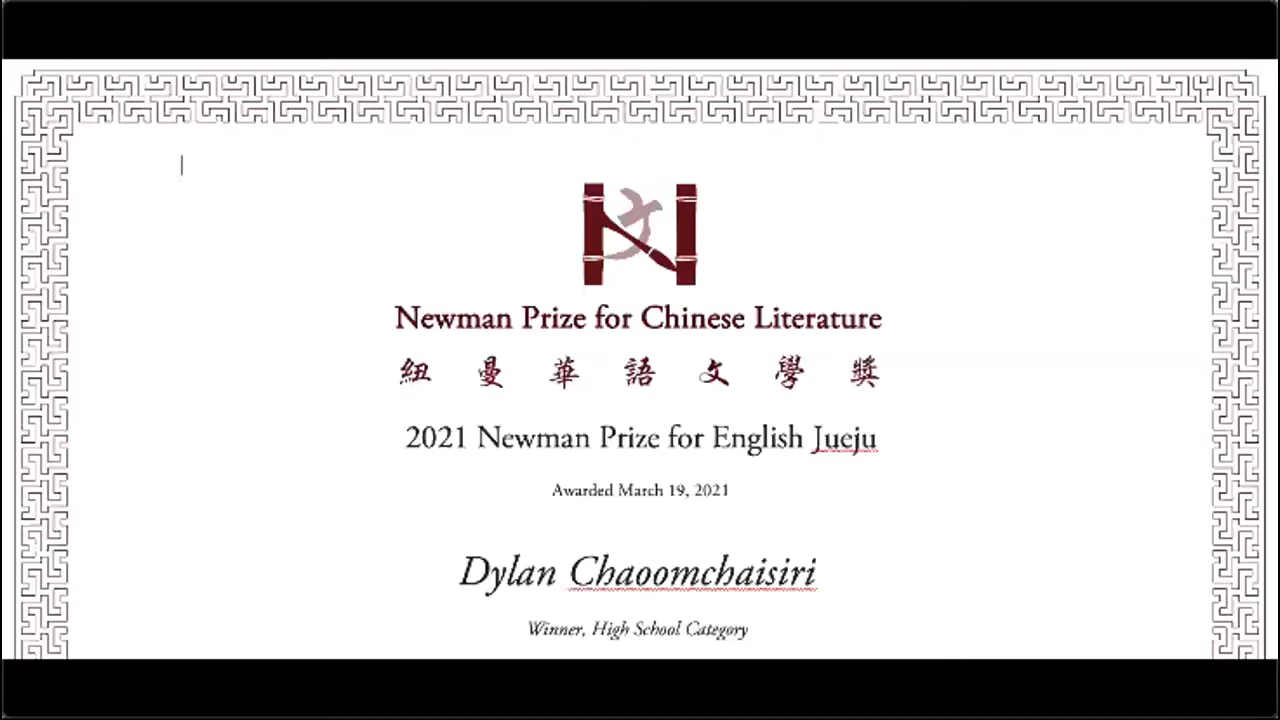 文
Newman Prize for Chinese Literature
紐曼華語文學獎
2021 Newman Prize for English Jueju
Awarded March 19, 2021
Dylan Chaoomchaisiri
Winner, High School Category